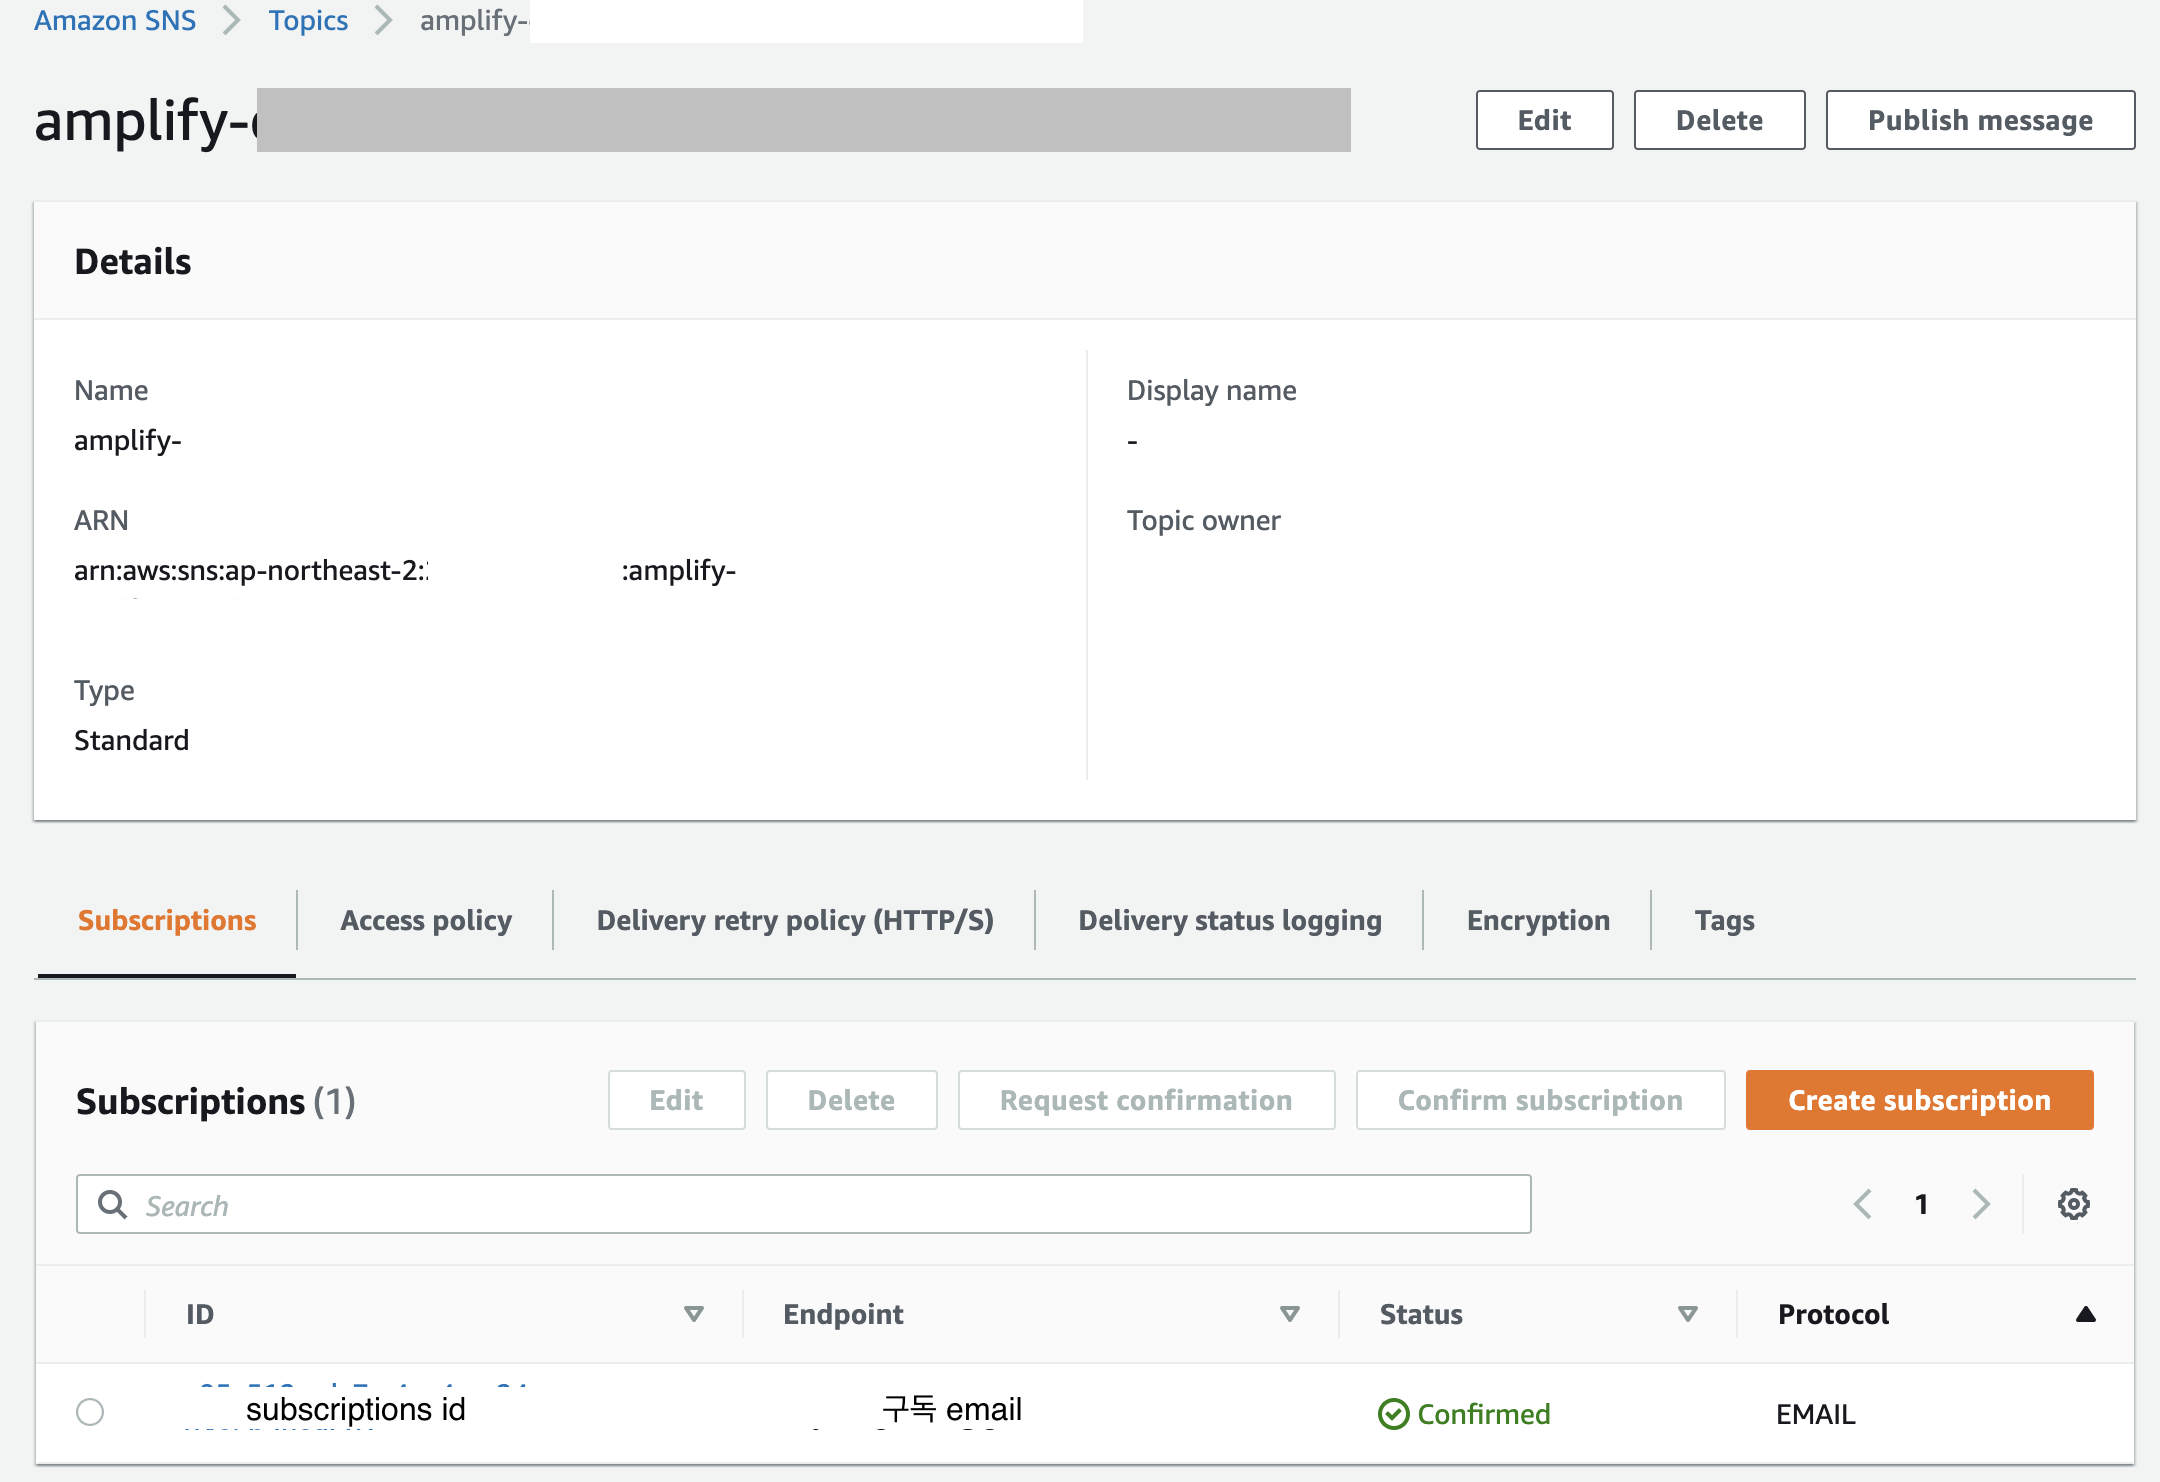 Amazon SNS Topics amplify-
amplify- Edit Delete Publish message
Details
Name Display name
amplify- -
ARN Topic owner
arn:aws:sns:ap-northeast-2: :amplify-
Type
Standard
Subscriptions Access policy Delivery retry policy (HTTP/S) Delivery status logging Encryption Tags
Subscriptions (1) Edit Delete Request confirmation Confirm subscription Create subscription
Search 1
ID Endpoint Status Protocol
subscriptions id 구독 email Confirmed EMAIL